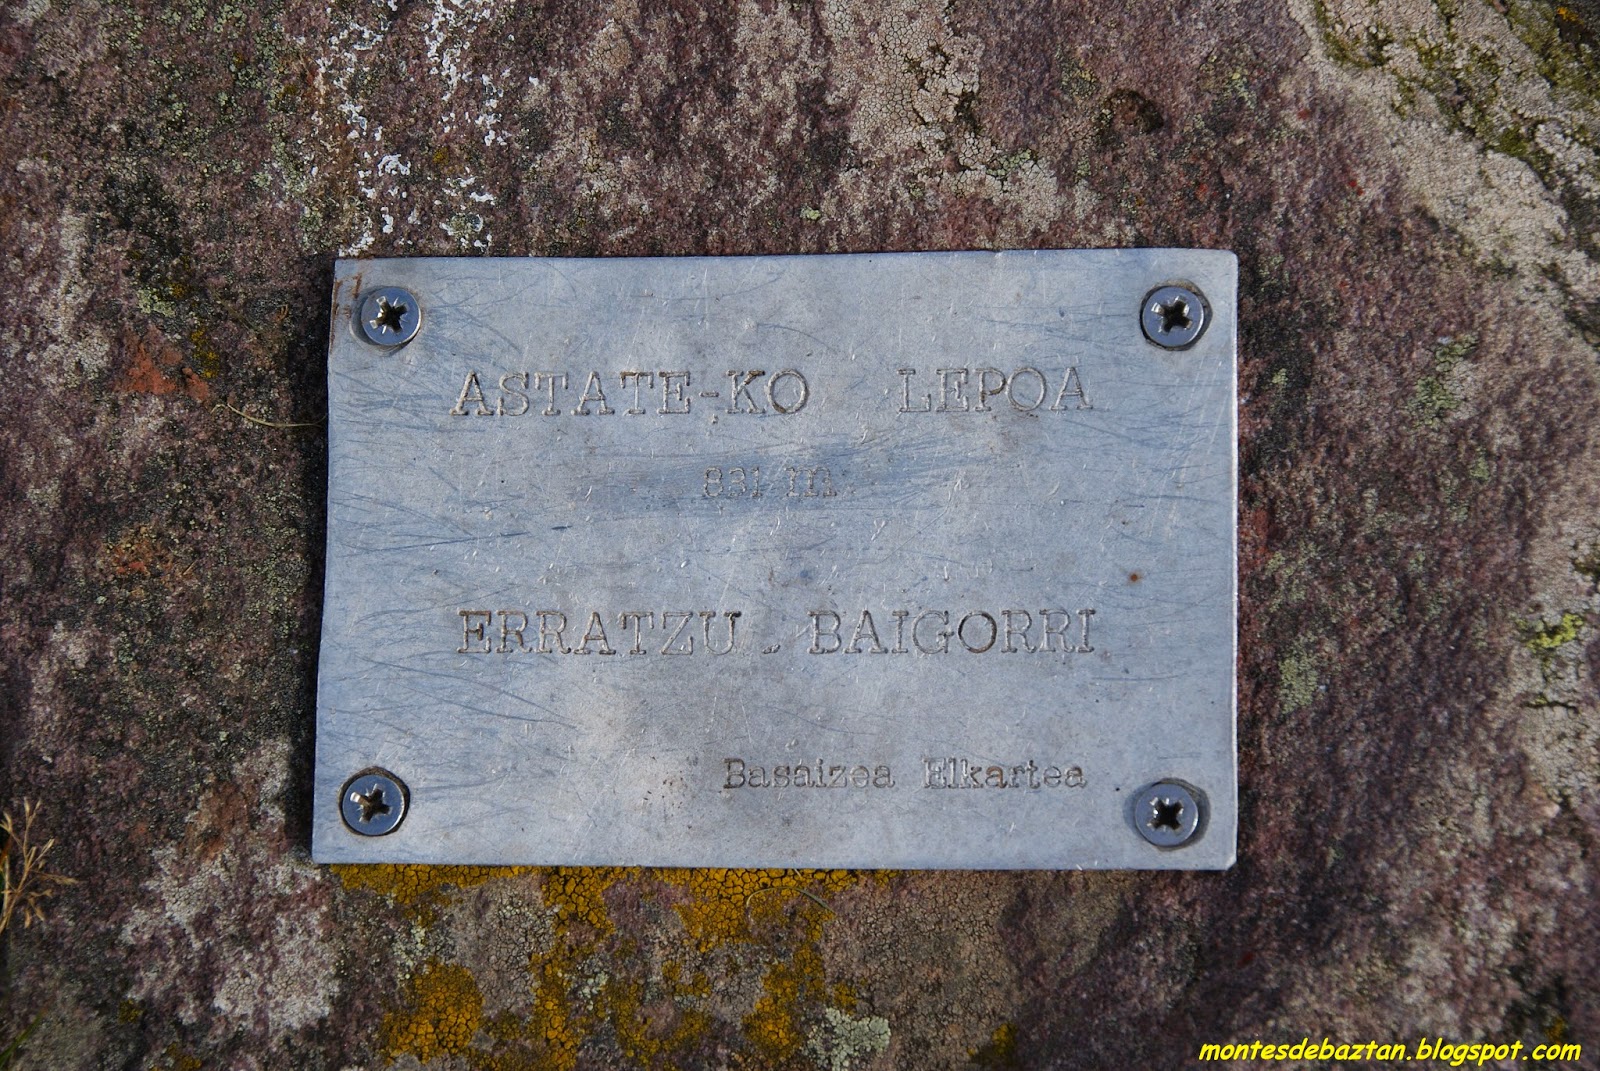 ASTATE-KO LEPOA
831 m.
ERRATZU - BAIGORRI
Basaizea Elkartea
montesdebaztan.blogspot.com